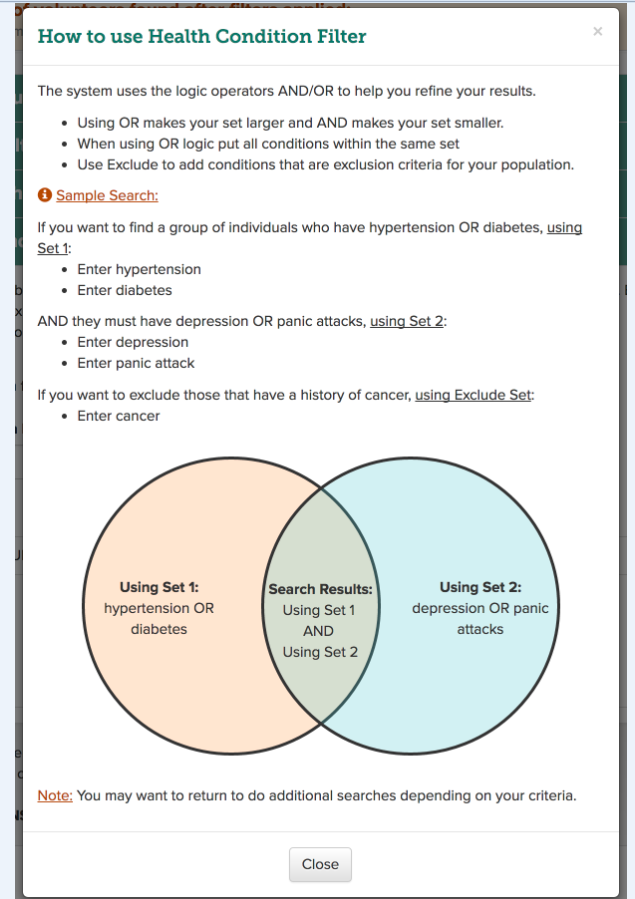 of volunteers found after filters applied:
How to use Health Condition Filter
×
The system uses the logic operators AND/OR to help you refine your results.
• Using OR makes your set larger and AND makes your set smaller.
• When using OR logic put all conditions within the same set
• Use Exclude to add conditions that are exclusion criteria for your population.
Sample Search:
If you want to find a group of individuals who have hypertension OR diabetes, using
Set 1:
• Enter hypertension
• Enter diabetes
AND they must have depression OR panic attacks, using Set 2:
• Enter depression
• Enter panic attack
If you want to exclude those that have a history of cancer, using Exclude Set:
• Enter cancer
Using Set 1:
hypertension OR
diabetes
Search Results:
Using Set 1
AND
Using Set 2
Using Set 2:
depression OR panic
attacks
Note: You may want to return to do additional searches depending on your criteria.
Close